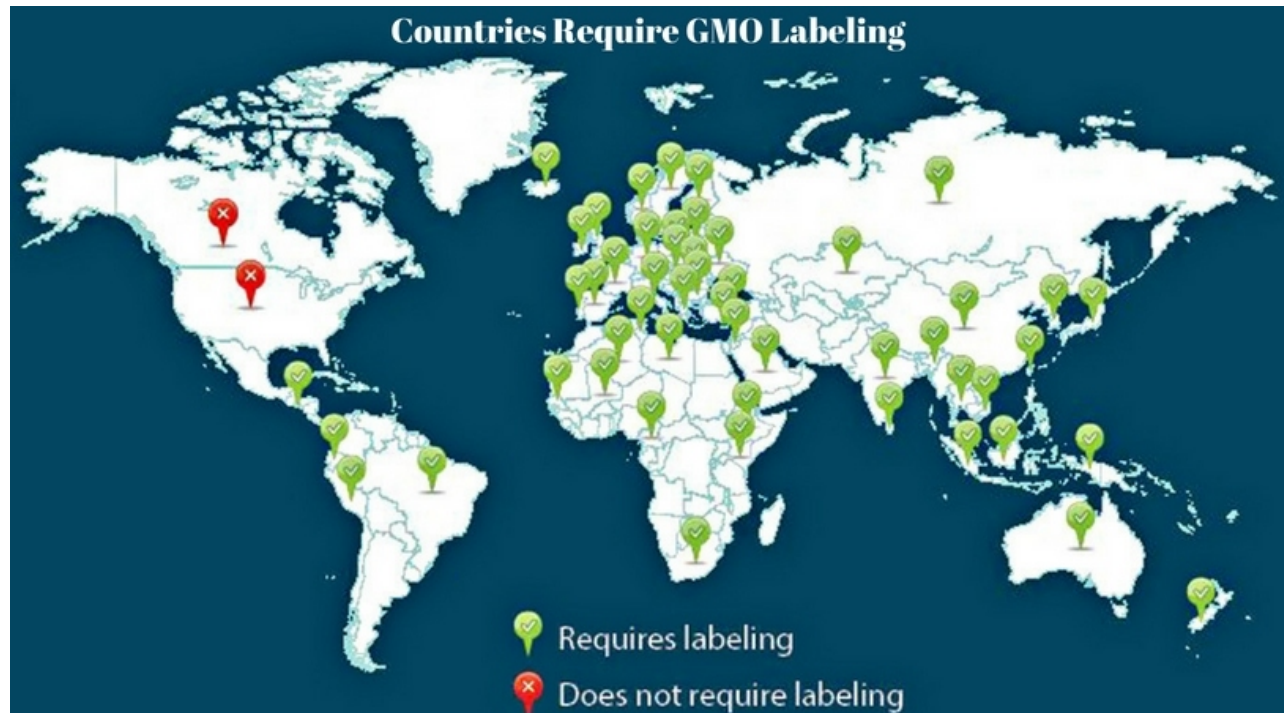 Countries Require GMO Labeling
Requires labeling
Does not require labeling